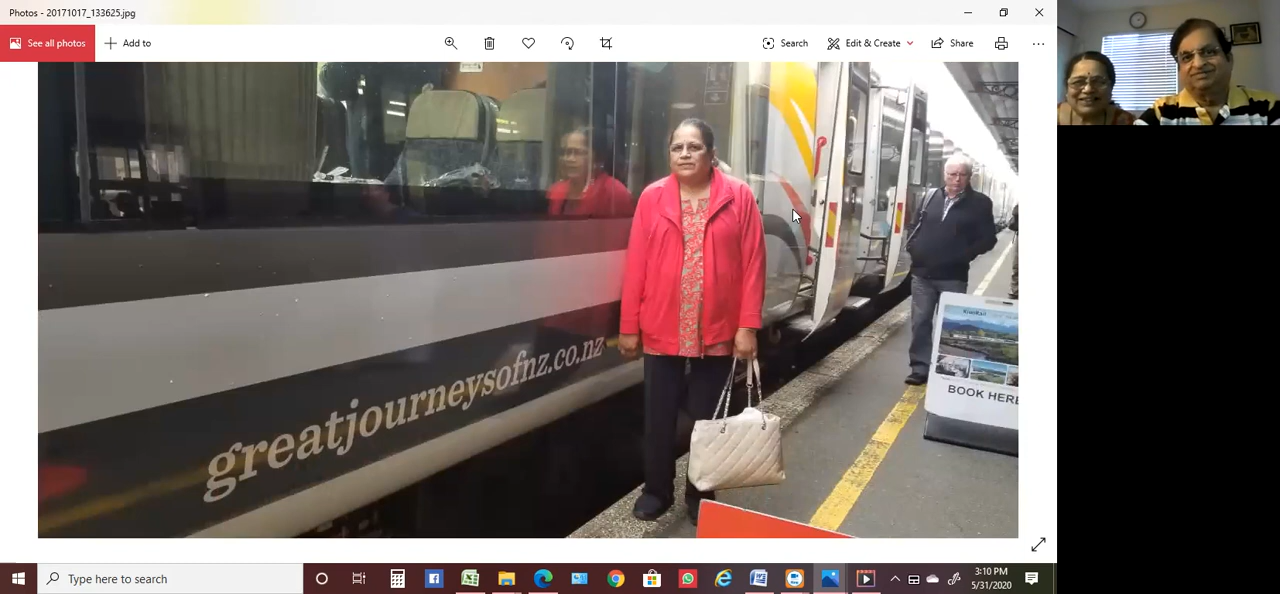 Photos - 20171017_133625.jpg
See all photos
Add to
Search
Edit & Create
Share
greatjourneysofnz.co.nz
KiwiRail
BOOK HERE
Type here to search
3:10 PM
5/31/2020